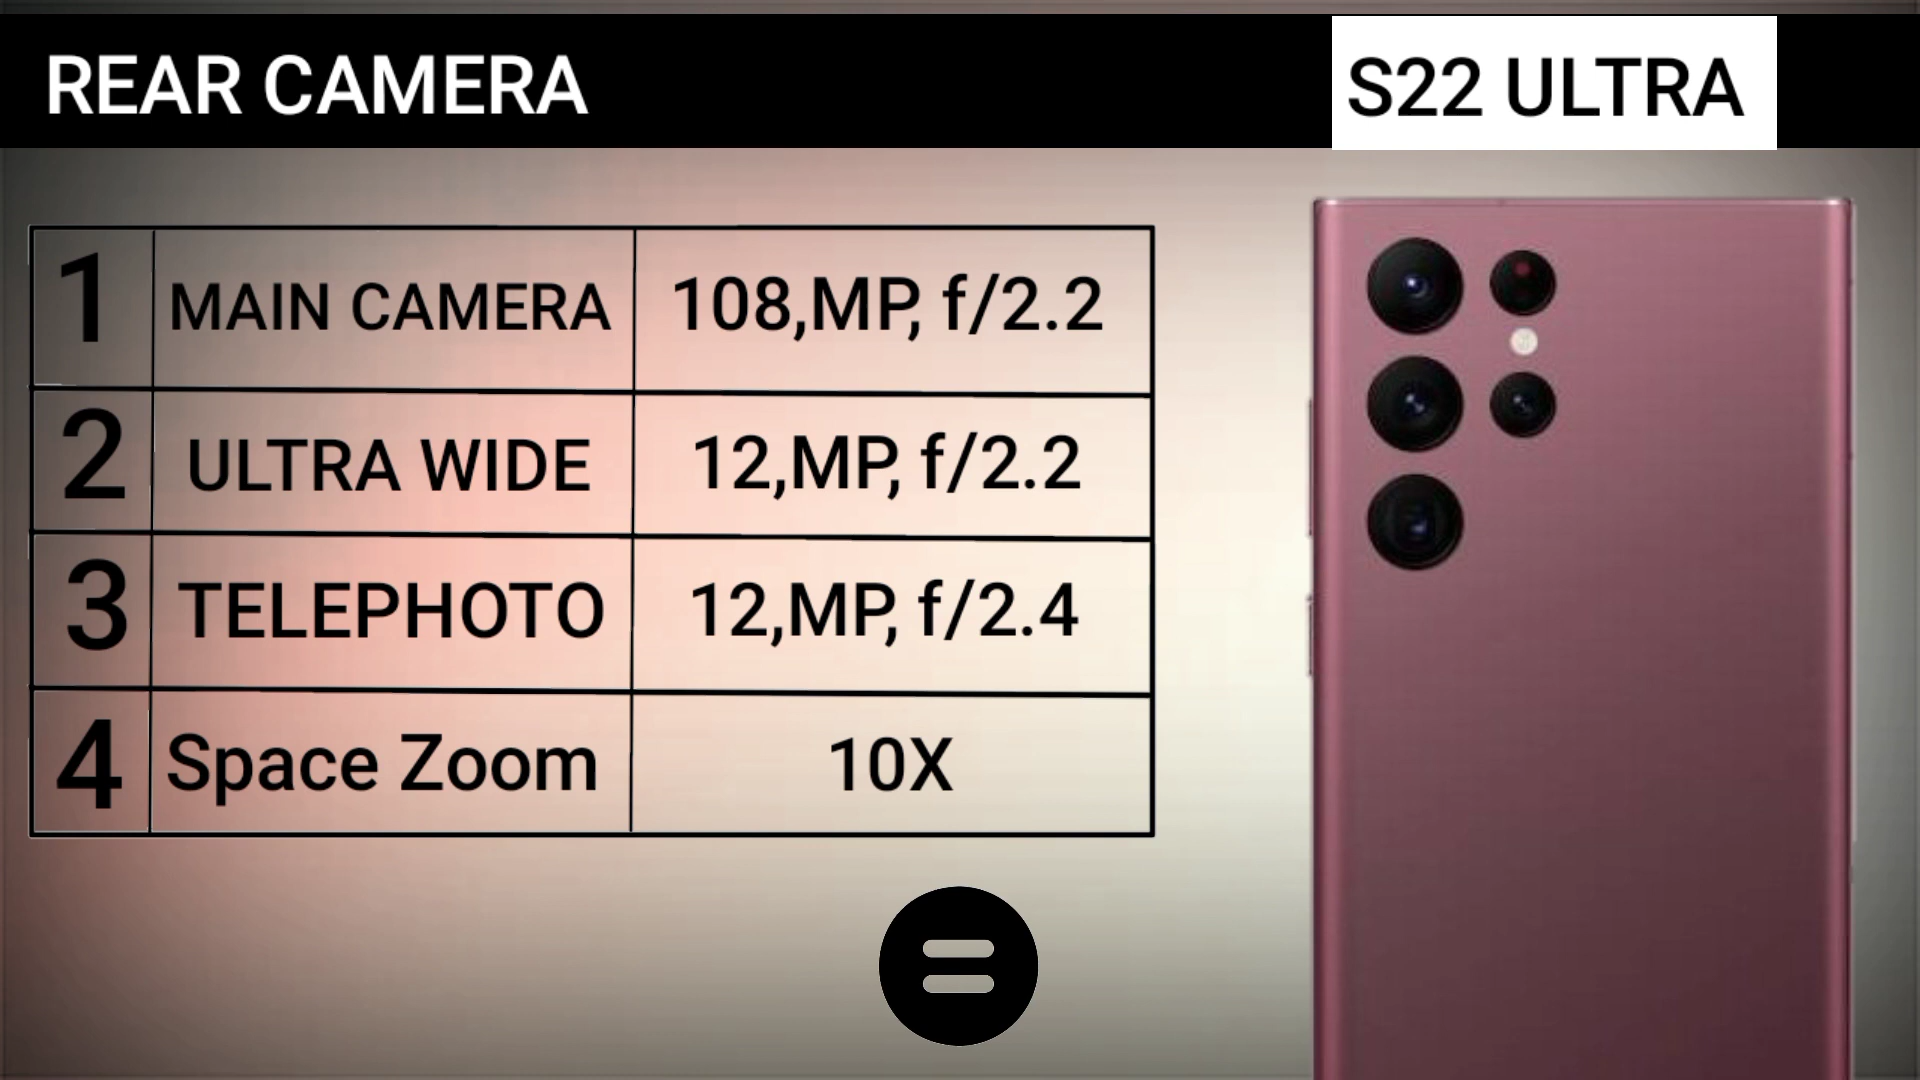 REAR CAMERA
S22 ULTRA
1 MAIN CAMERA 108,MP, f/2.2
2 ULTRA WIDE 12,MP, f/2.2
3 TELEPHOTO 12,MP, f/2.4
4 Space Zoom 10X